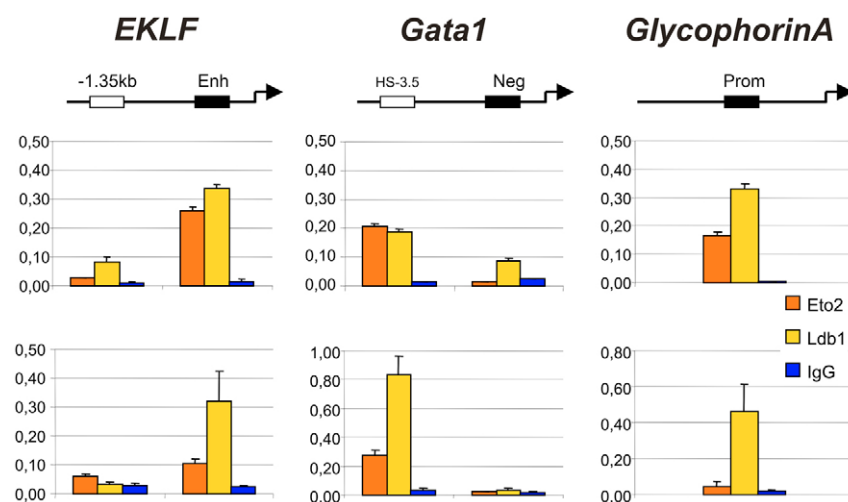 EKLF Gata1 GlycophorinA
-1.35kb Enh HS-3.5 Neg Prom
0,50 0,50 0,50
0,40 0,40 0,40
0,30 0,30 0,30
0,20 0,20 0,20
0,10 0,10 0,10
0,00 0,00 0,00
Eto2
Ldb1
IgG
0,50 1,00 0,80
0,40 0,80 0,60
0,30 0,60 0,40
0,20 0,40 0,20
0,10 0,20 0,00
0,00 0,00